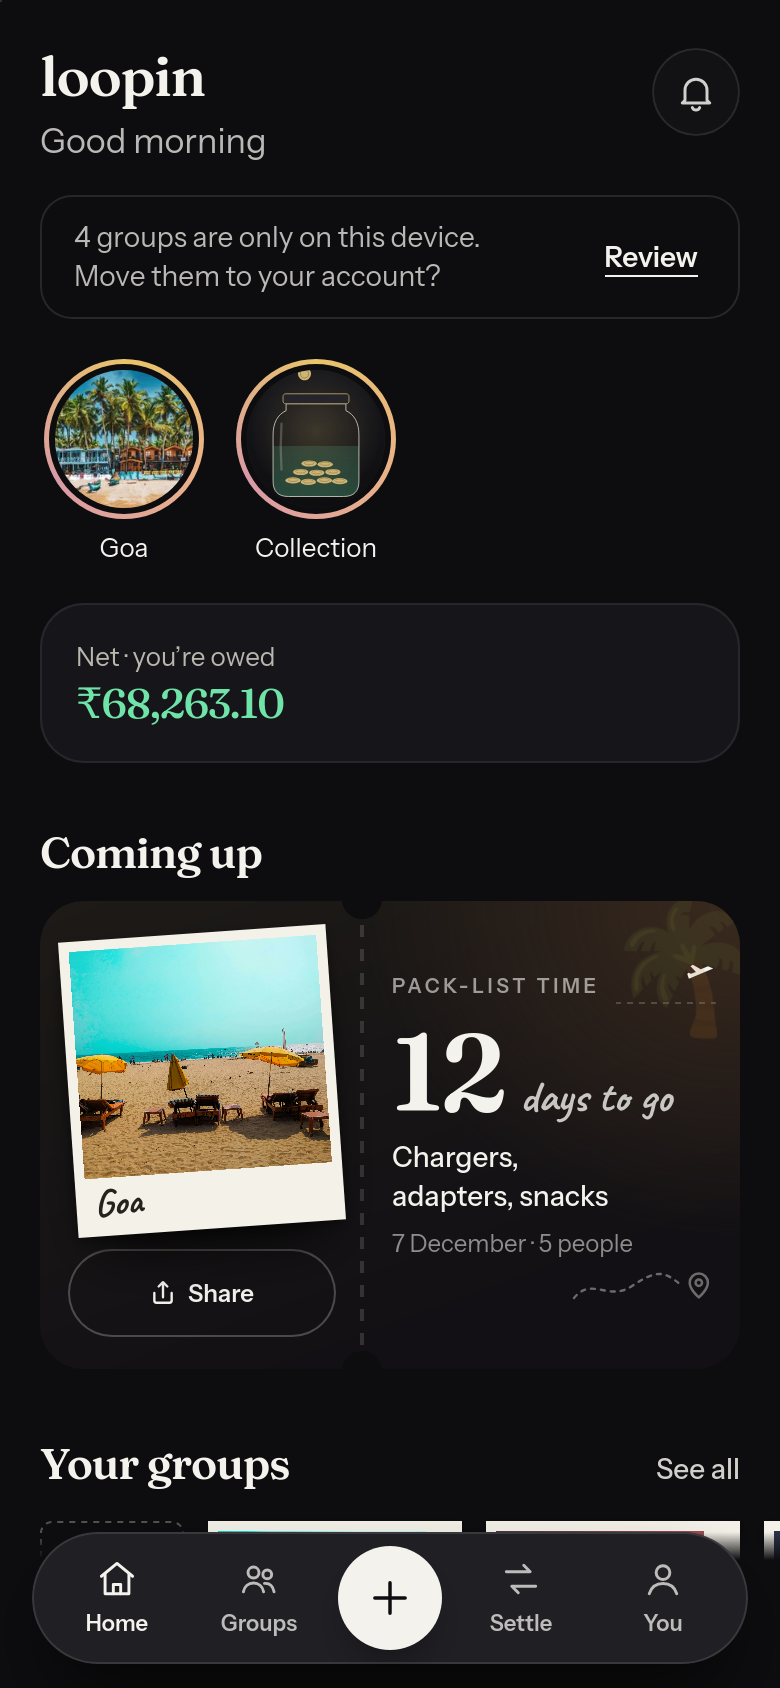 loopin
Good morning
4 groups are only on this device.
Move them to your account?
Review
Goa
Collection
Net · you’re owed
₹68,263.10
Coming up
PACK-LIST TIME
12 days to go
Chargers,
adapters, snacks
7 December · 5 people
Goa
Share
Your groups
See all
Home
Groups
Settle
You